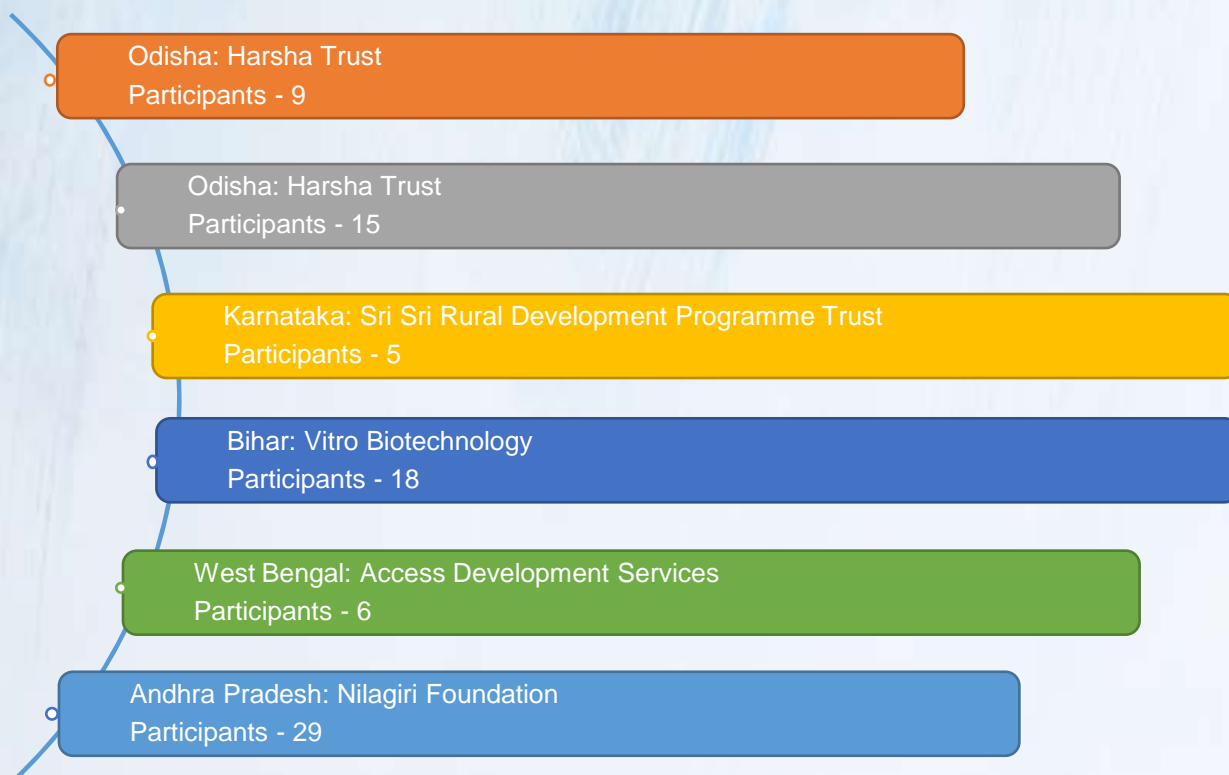 Odisha: Harsha Trust
Participants - 9
Odisha: Harsha Trust
Participants - 15
Karnataka: Sri Sri Rural Development Programme Trust
Participants - 5
Bihar: Vitro Biotechnology
Participants - 18
West Bengal: Access Development Services
Participants - 6
Andhra Pradesh: Nilagiri Foundation
Participants - 29